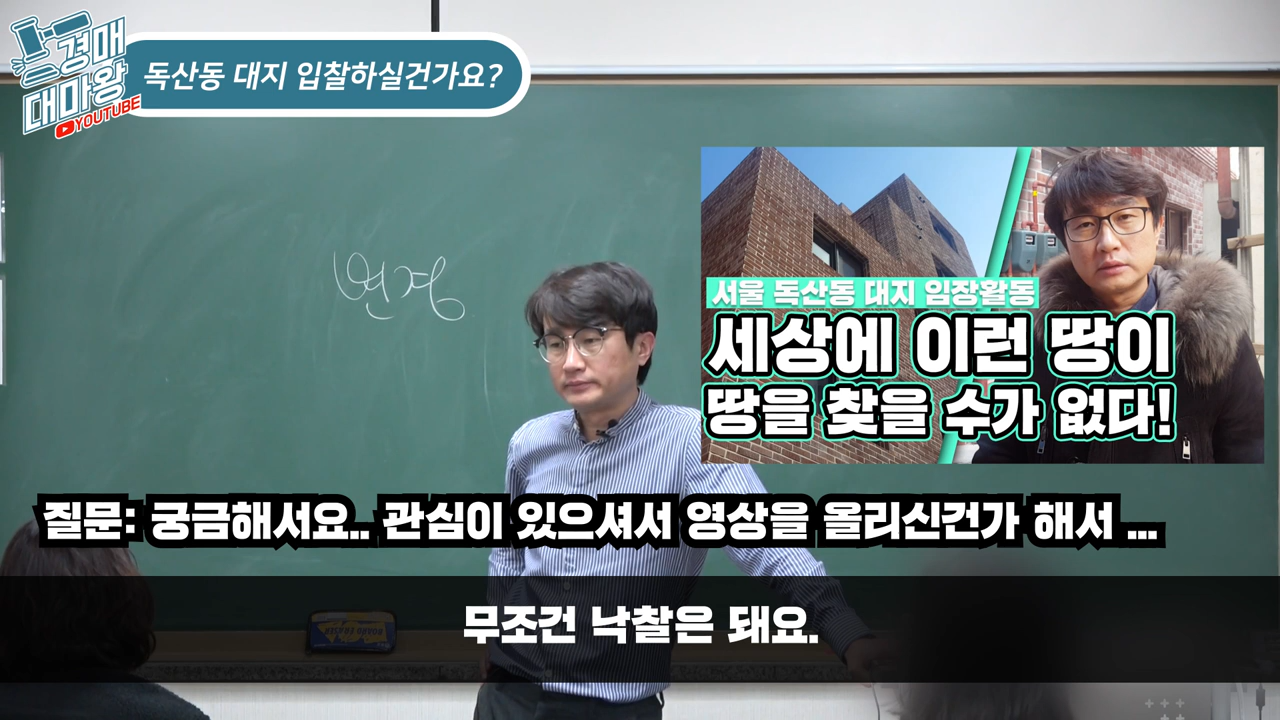 경매
대마왕
YOUTUBE
독산동 대지 입찰하실건가요?
변경
서울 독산동 대지 임장활동
세상에 이런 땅이
땅을 찾을 수가 없다!
질문: 궁금해서요.. 관심이 있으셔서 영상을 올리신건가 해서 ...
무조건 낙찰은 돼요.